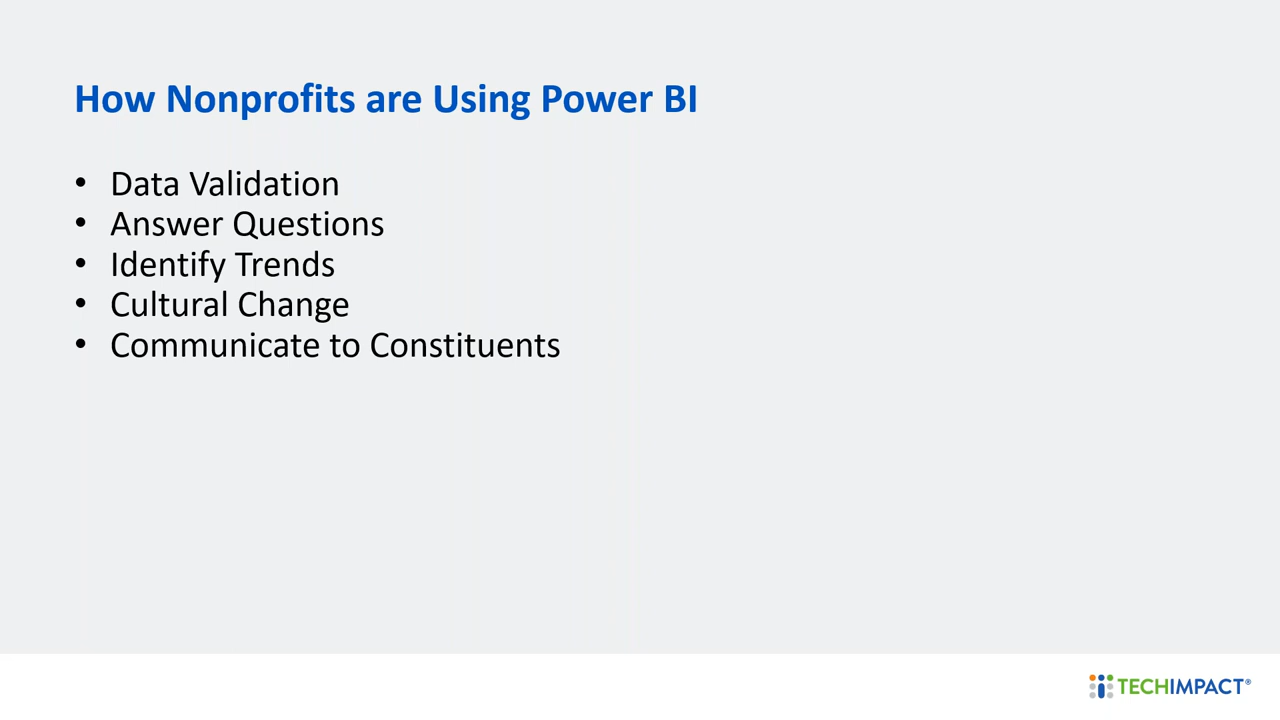 How Nonprofits are Using Power BI
• Data Validation
• Answer Questions
• Identify Trends
• Cultural Change
• Communicate to Constituents
TECHIMPACT®